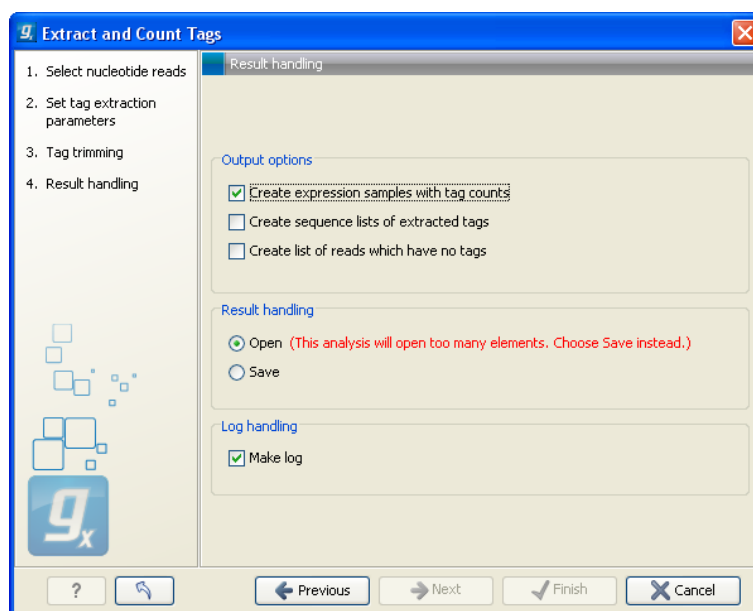 Extract and Count Tags
1. Select nucleotide reads
2. Set tag extraction
parameters
3. Tag trimming
4. Result handling
Result handling
Output options
Create expression samples with tag counts
Create sequence lists of extracted tags
Create list of reads which have no tags
Result handling
Open (This analysis will open too many elements. Choose Save instead.)
Save
Log handling
Make log
gx
? Previous Next Finish Cancel